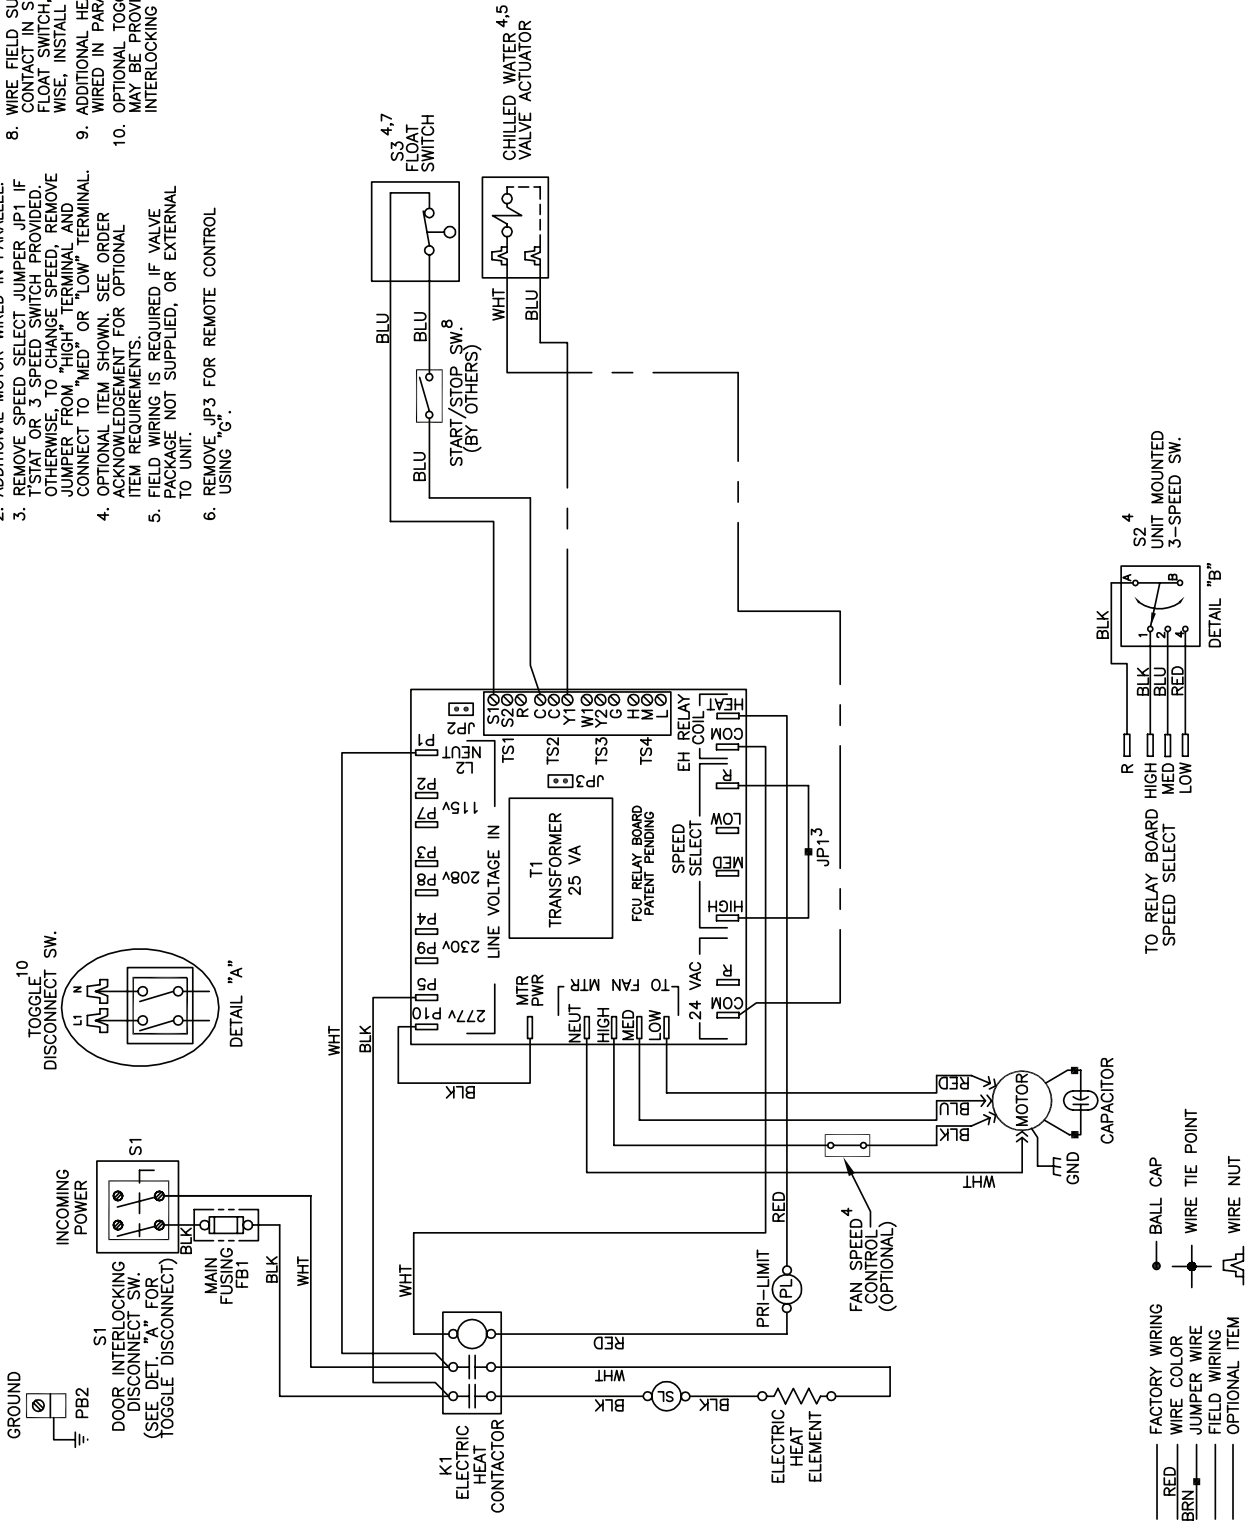 2. ADDITIONAL MOTOR WIRED IN PARALLEL.
3. REMOVE SPEED SELECT JUMPER JP1 IF
T'STAT OR 3 SPEED SWITCH PROVIDED.
OTHERWISE, TO CHANGE SPEED, REMOVE
JUMPER FROM "HIGH" TERMINAL AND
CONNECT TO "MED" OR "LOW" TERMINAL.
4. OPTIONAL ITEM SHOWN. SEE ORDER
ACKNOWLEDGEMENT FOR OPTIONAL
ITEM REQUIREMENTS.
5. FIELD WIRING IS REQUIRED IF VALVE
PACKAGE NOT SUPPLIED, OR EXTERNAL
TO UNIT.
6. REMOVE JP3 FOR REMOTE CONTROL
USING "G".
8. WIRE FIELD SU
CONTACT IN S
FLOAT SWITCH,
WISE, INSTALL
9. ADDITIONAL HE
WIRED IN PARA
10. OPTIONAL TOGG
MAY BE PROVI
INTERLOCKING
GROUND
PB2
S1
DOOR INTERLOCKING
DISCONNECT SW.
(SEE DET. "A" FOR
TOGGLE DISCONNECT)
INCOMING
POWER
S1
BLK
MAIN
FUSING
FB1
BLK
WHT
TOGGLE 10
DISCONNECT SW.
L1
N
DETAIL "A"
WHT
BLK
BLK
K1
ELECTRIC
HEAT
CONTACTOR
WHT
RED
WHT
BLK
SL
BLK
ELECTRIC
HEAT
ELEMENT
PRI-LIMIT
PL
RED
FAN SPEED 4
CONTROL
(OPTIONAL)
P1
NEUT
L2
P2
115v
P7
P3
208v
P8
P4
230v
P9
P5
277v P10
LINE VOLTAGE IN
MTR
PWR
JP2
JP3
T1
TRANSFORMER
25 VA
FCU RELAY BOARD
PATENT PENDING
S1
S2
R
C
C
Y1
W1
Y2
G
H
M
L
TS1
TS2
TS3
TS4
EH RELAY
COIL
HEAT
COM
SPEED
SELECT
R
LOW
MED
HIGH
24 VAC
R
COM
TO FAN MTR
NEUT
HIGH
MED
LOW
JP1 3
RED
BLU
BLK
WHT
MOTOR
GND
CAPACITOR
BLU
BLU
BLU
START/STOP SW. 8
(BY OTHERS)
S3 4,7
FLOAT
SWITCH
WHT
BLU
CHILLED WATER 4,5
VALVE ACTUATOR
TO RELAY BOARD
SPEED SELECT
R
HIGH
MED
LOW
BLK
BLK
BLU
RED
1
2
4
A
B
S2 4
UNIT MOUNTED
3-SPEED SW.
DETAIL "B"
FACTORY WIRING
RED WIRE COLOR
BRN JUMPER WIRE
FIELD WIRING
OPTIONAL ITEM
BALL CAP
WIRE TIE POINT
WIRE NUT